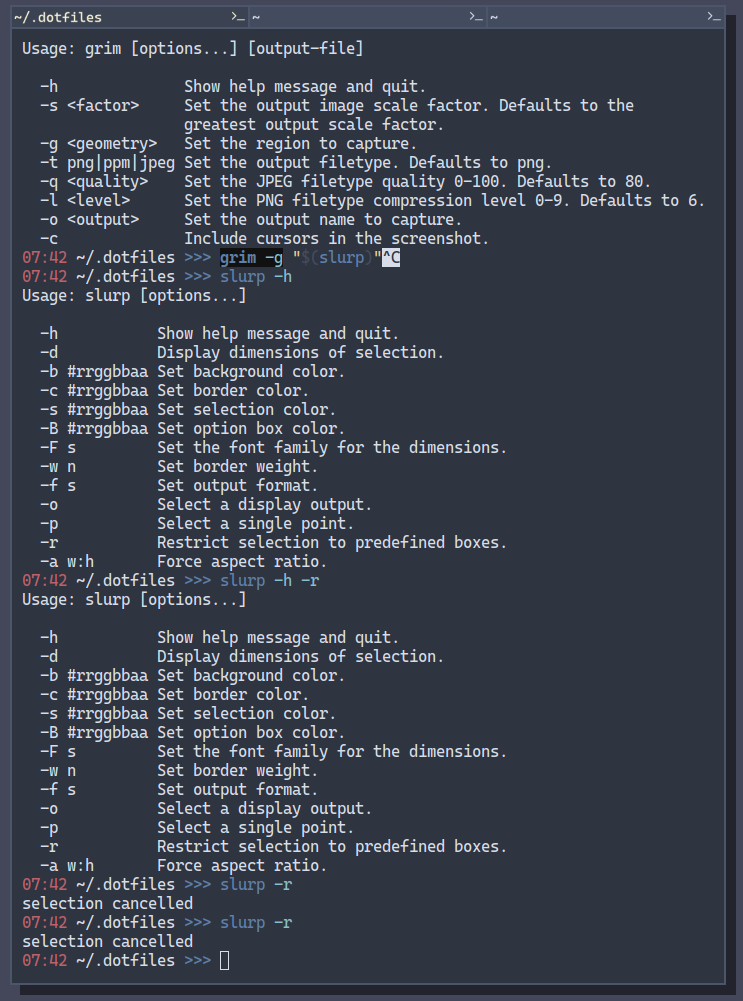 ~/.dotfiles >_ ~ >_ ~ >_
Usage: grim [options...] [output-file]
-h Show help message and quit.
-s <factor> Set the output image scale factor. Defaults to the
greatest output scale factor.
-g <geometry> Set the region to capture.
-t png|ppm|jpeg Set the output filetype. Defaults to png.
-q <quality> Set the JPEG filetype quality 0-100. Defaults to 80.
-l <level> Set the PNG filetype compression level 0-9. Defaults to 6.
-o <output> Set the output name to capture.
-c Include cursors in the screenshot.
07:42 ~/.dotfiles >>> grim -g "$(slurp)"^C
07:42 ~/.dotfiles >>> slurp -h
Usage: slurp [options...]
-h Show help message and quit.
-d Display dimensions of selection.
-b #rrggbbaa Set background color.
-c #rrggbbaa Set border color.
-s #rrggbbaa Set selection color.
-B #rrggbbaa Set option box color.
-F s Set the font family for the dimensions.
-w n Set border weight.
-f s Set output format.
-o Select a display output.
-p Select a single point.
-r Restrict selection to predefined boxes.
-a w:h Force aspect ratio.
07:42 ~/.dotfiles >>> slurp -h -r
Usage: slurp [options...]
-h Show help message and quit.
-d Display dimensions of selection.
-b #rrggbbaa Set background color.
-c #rrggbbaa Set border color.
-s #rrggbbaa Set selection color.
-B #rrggbbaa Set option box color.
-F s Set the font family for the dimensions.
-w n Set border weight.
-f s Set output format.
-o Select a display output.
-p Select a single point.
-r Restrict selection to predefined boxes.
-a w:h Force aspect ratio.
07:42 ~/.dotfiles >>> slurp -r
selection cancelled
07:42 ~/.dotfiles >>> slurp -r
selection cancelled
07:42 ~/.dotfiles >>>